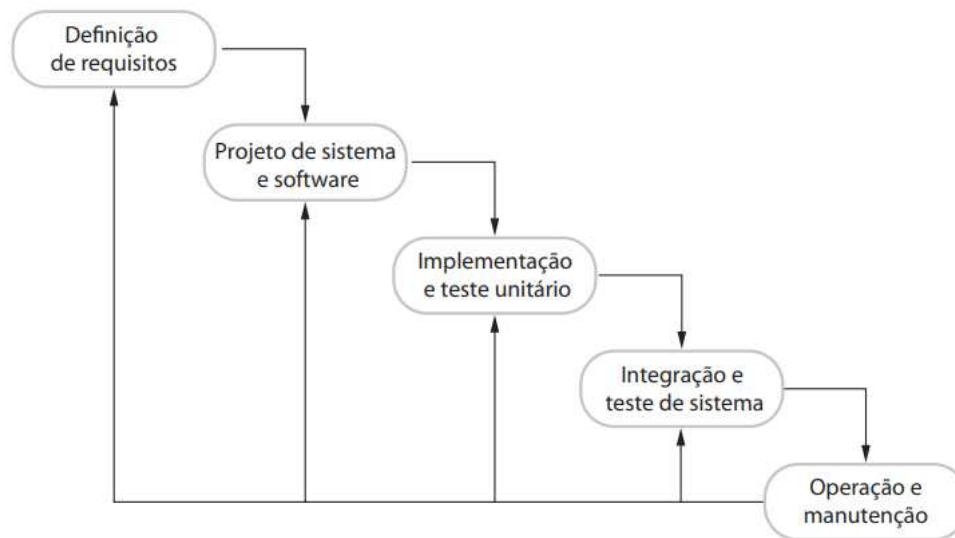 Definição
de requisitos
Projeto de sistema
e software
Implementação
e teste unitário
Integração e
teste de sistema
Operação e
manutenção